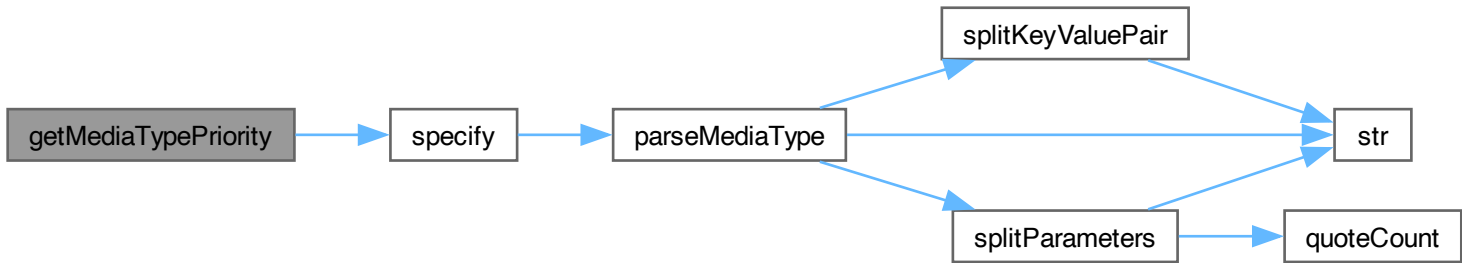 getMediaTypePriority
specify
parseMediaType
splitKeyValuePair
str
splitParameters
quoteCount